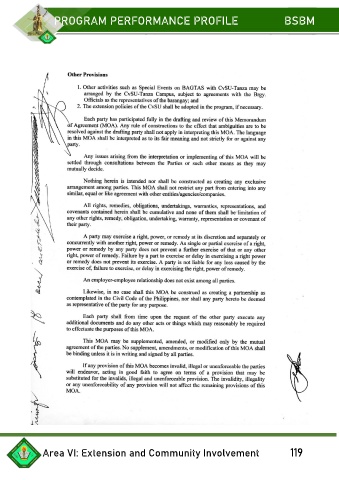 PROGRAM PERFORMANCE PROFILE BSBM
Other Provisions
1. Other activities such as Special Events on BAGTAS with CvSU-Tanza may be
arranged by the CvSU-Tanza Campus, subject to agreements with the Brgy.
Officials as the representatives of the barangay; and
2. The extension policies of the CvSU shall be adopted in the program, if necessary.
Each party has participated fully in the drafting and review of this Memorandum
of Agreement (MOA). Any rule of constructions to the effect that ambiguities are to be
resolved against the drafting party shall not apply in interpreting this MOA. The language
in this MOA shall be interpreted as to its fair meaning and not strictly for or against any
party.
Any issues arising from the interpretation or implementing of this MOA will be
settled through consultations between the Parties or such other means as they may
mutually decide.
Nothing herein is intended nor shall be construed as creating any exclusive
arrangement among parties. This MOA shall not restrict any part from entering into any
similar, equal or like agreement with other entities/agencies/companies.
All rights, remedies, obligations, undertakings, warranties, representations, and
covenants contained herein shall be cumulative and none of them shall be limitation of
any other rights, remedy, obligation, undertaking, warranty, representation or covenant of
their party.
A party may exercise a right, power, or remedy at its discretion and separately or
concurrently with another right, power or remedy. An single or partial exercise of a right,
power or remedy by any party does not prevent a further exercise of that or any other
right, power of remedy. Failure by a part to exercise or delay in exercising a right power
or remedy does not prevent its exercise. A party is not liable for any loss caused by the
exercise of, failure to exercise, or delay in exercising the right, power of remedy.
An employer-employee relationship does not exist among all parties.
Likewise, in no case shall this MOA be construed as creating a partnership as
contemplated in the Civil Code of the Philippines, nor shall any party hereto be deemed
as representative of the party for any purpose.
Each party shall from time upon the request of the other party execute any
additional documents and do any other acts or things which may reasonably be required
to effectuate the purposes of this MOA.
This MOA may be supplemented, amended, or modified only by the mutual
agreement of the parties. No supplement, amendments, or modification of this MOA shall
be binding unless it is in writing and signed by all parties.
If any provision of this MOA becomes invalid, illegal or unenforceable the parties
will endeavor, acting in good faith to agree on terms of a provision that may be
substituted for the invalids, illegal and unenforceable provision. The invalidity, illegality
or any unenforceability of any provision will not affect the remaining provisions of this
MOA.
Area VI: Extension and Community Involvement 119